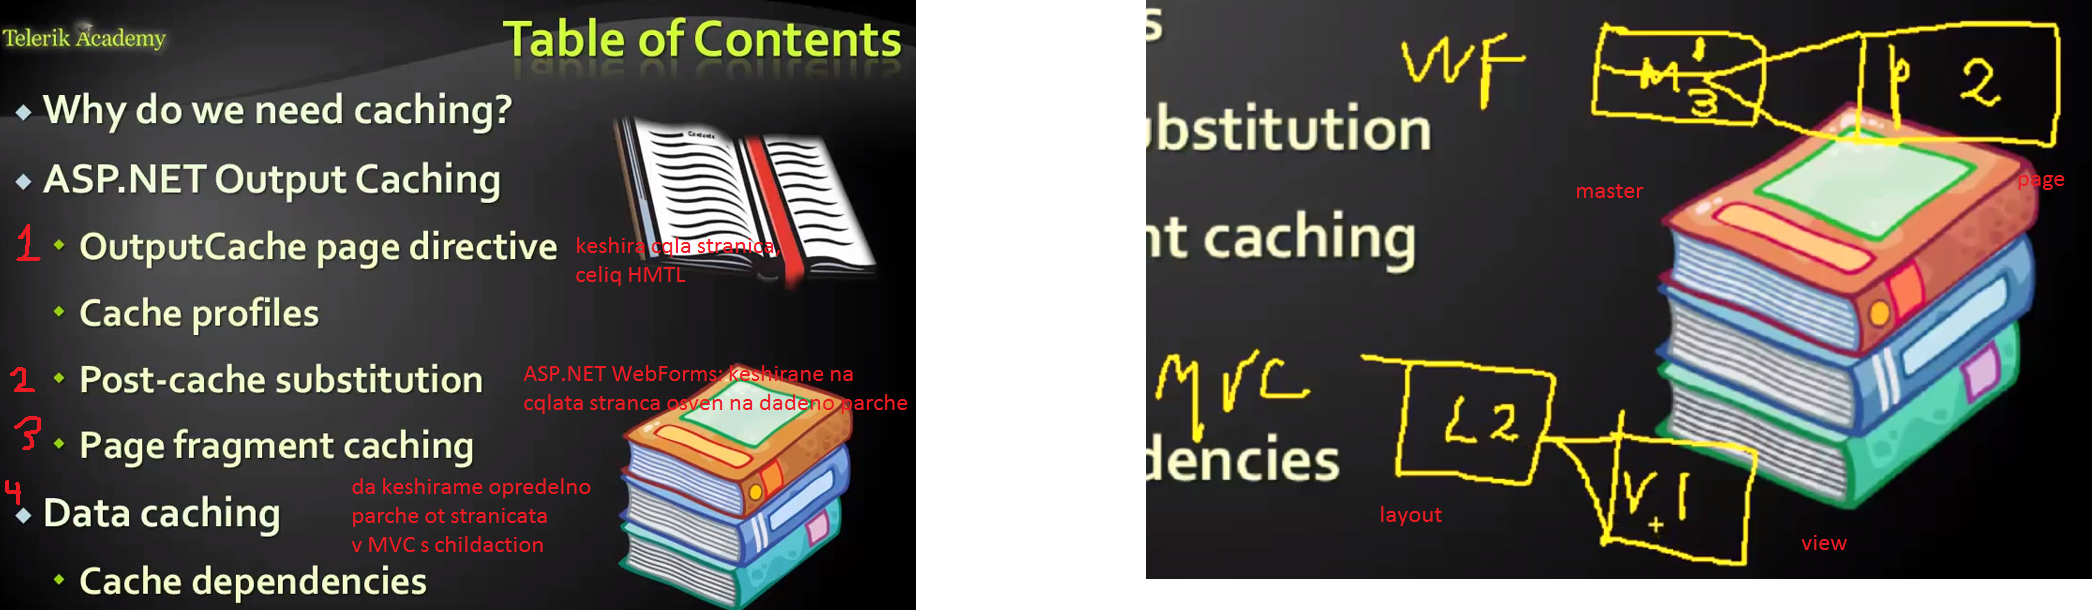 Telerik Academy
Table of Contents
Why do we need caching?
ASP.NET Output Caching
1 OutputCache page directive
keshira cqla stranica,
celiq HMTL
Cache profiles
2 Post-cache substitution
ASP.NET WebForms: keshirane na
cqlata stranca osven na dadeno parche
3 Page fragment caching
4 Data caching
da keshirame opredelno
parche ot stranicata
v MVC s childaction
Cache dependencies
s
WF
M 1
3
P 2
ubstitution
master
page
nt caching
MVC
L2
dencies
V 1
layout
view